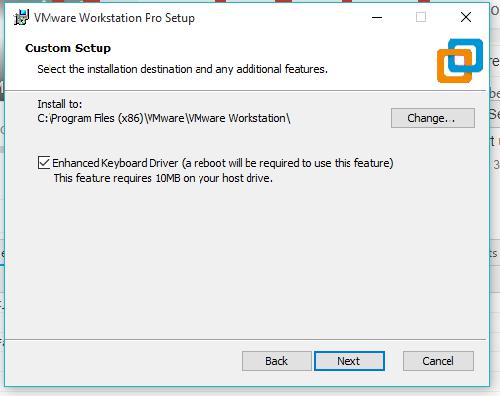 VMware Workstation Pro Setup
Custom Setup
Select the installation destination and any additional features.
Install to:
C:\Program Files (x86)\VMware\VMware Workstation\
Change...
Enhanced Keyboard Driver (a reboot will be required to use this feature)
This feature requires 10MB on your host drive.
Back
Next
Cancel